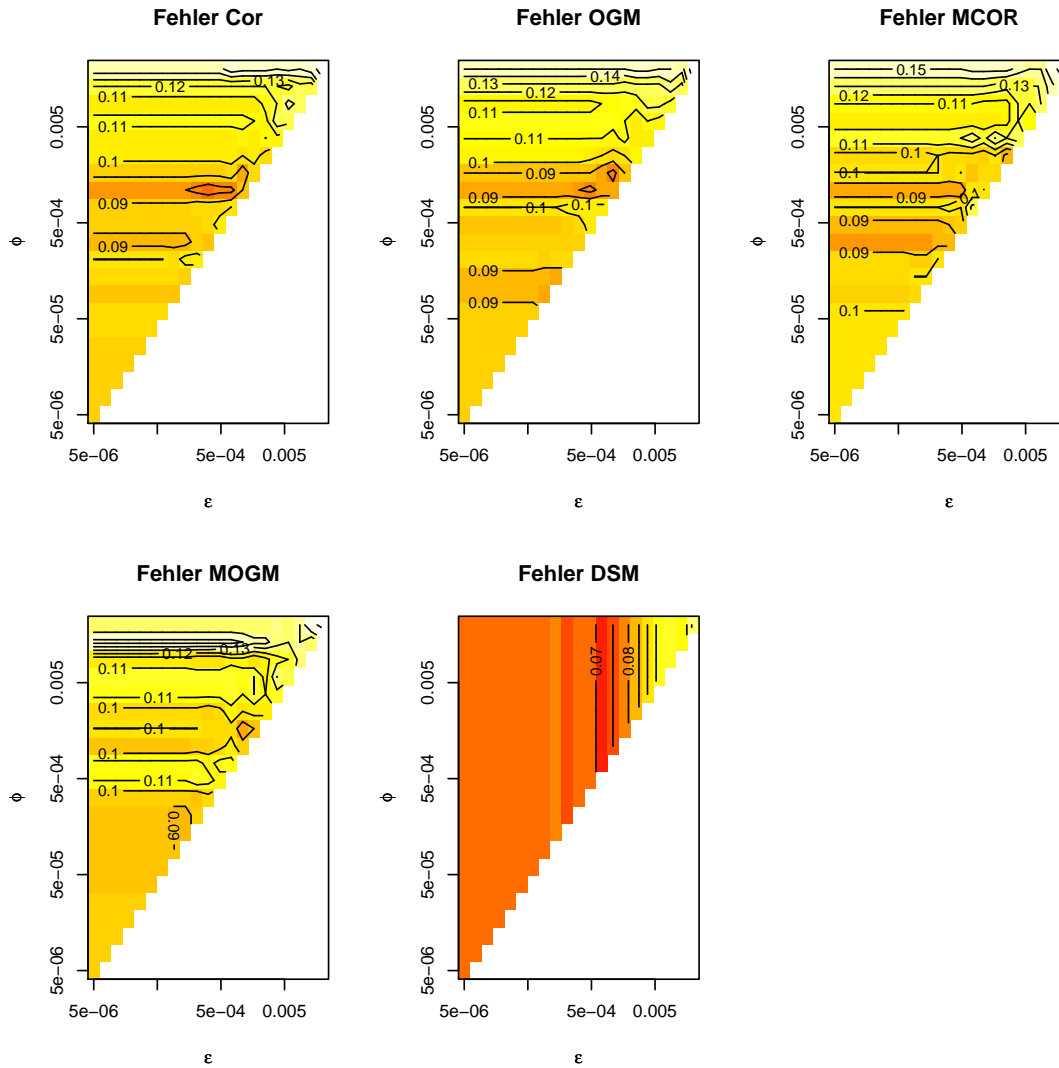 Fehler Cor
0.13
0.12
0.11
0.11
0.1
0.09
0.09
ϕ
0.005
5e−04
5e−05
5e−06
5e−06
5e−04
0.005
ε
Fehler OGM
0.14
0.13
0.12
0.11
0.11
0.1
0.09
0.09
0.1
0.1
0.09
0.09
ϕ
0.005
5e−04
5e−05
5e−06
5e−06
5e−04
0.005
ε
Fehler MCOR
0.15
0.13
0.12
0.11
0.11
0.1
0.1
0.09
0.1
0.09
0.09
0.1
ϕ
0.005
5e−04
5e−05
5e−06
5e−06
5e−04
0.005
ε
Fehler MOGM
0.13
0.12
0.11
0.11
0.1
0.1
0.1
0.11
0.1
0.09
ϕ
0.005
5e−04
5e−05
5e−06
5e−06
5e−04
0.005
ε
Fehler DSM
0.07
0.08
ϕ
0.005
5e−04
5e−05
5e−06
5e−06
5e−04
0.005
ε